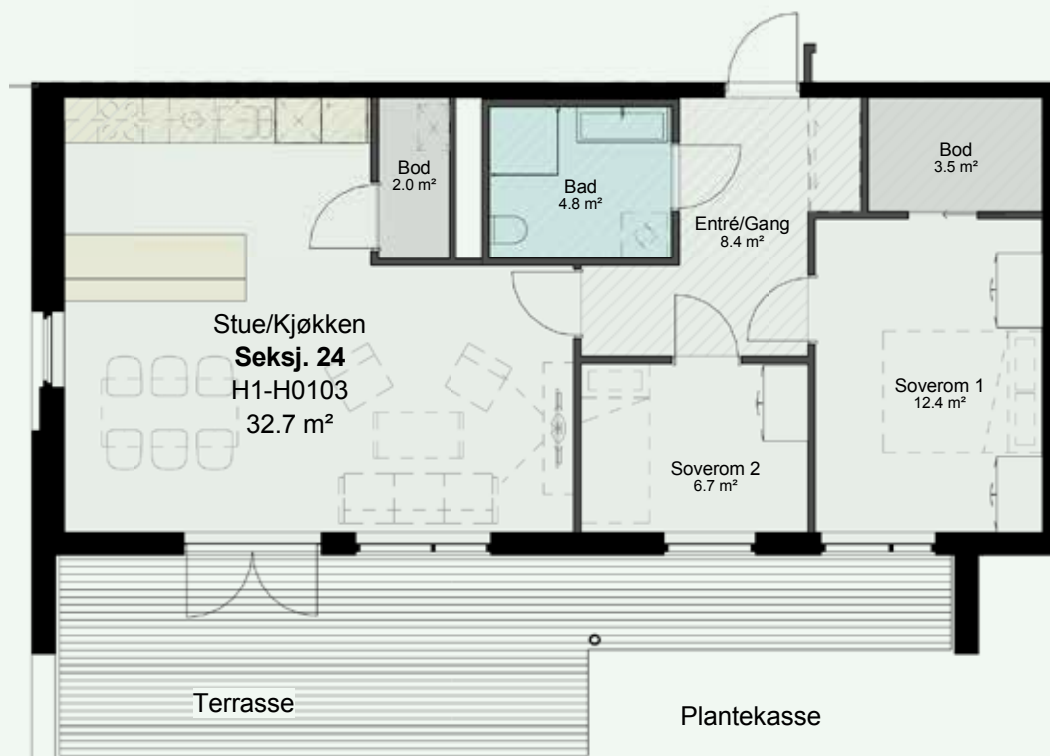 Bod
2.0 m²
Bad
4.8 m²
Entré/Gang
8.4 m²
Bod
3.5 m²
Stue/Kjøkken
Seksj. 24
H1-H0103
32.7 m²
Soverom 1
12.4 m²
Soverom 2
6.7 m²
Terrasse
Plantekasse